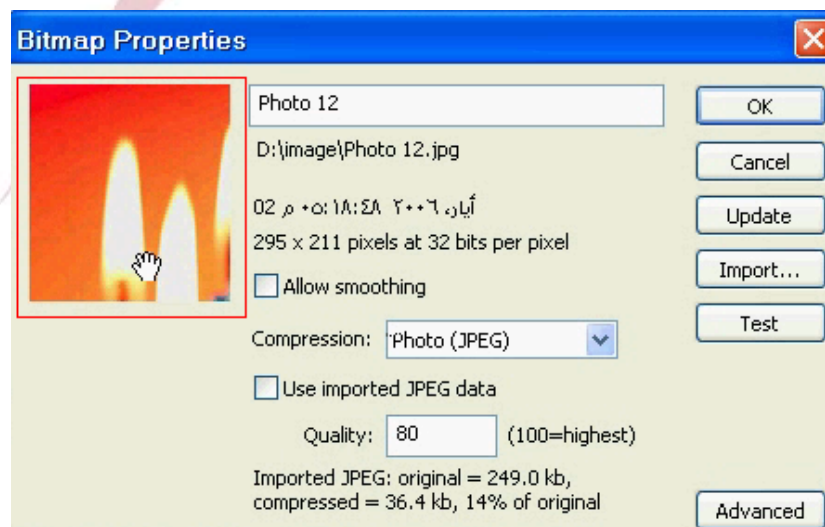 Bitmap Properties
Photo 12
OK
D:\image\Photo 12.jpg
Cancel
02 أيار، ٢٠٠٦ ٠٥:١٨:٤٨ م
Update
295 x 211 pixels at 32 bits per pixel
Import...
Allow smoothing
Test
Compression: Photo (JPEG)
Use imported JPEG data
Quality: 80 (100=highest)
Imported JPEG: original = 249.0 kb,
compressed = 36.4 kb, 14% of original
Advanced